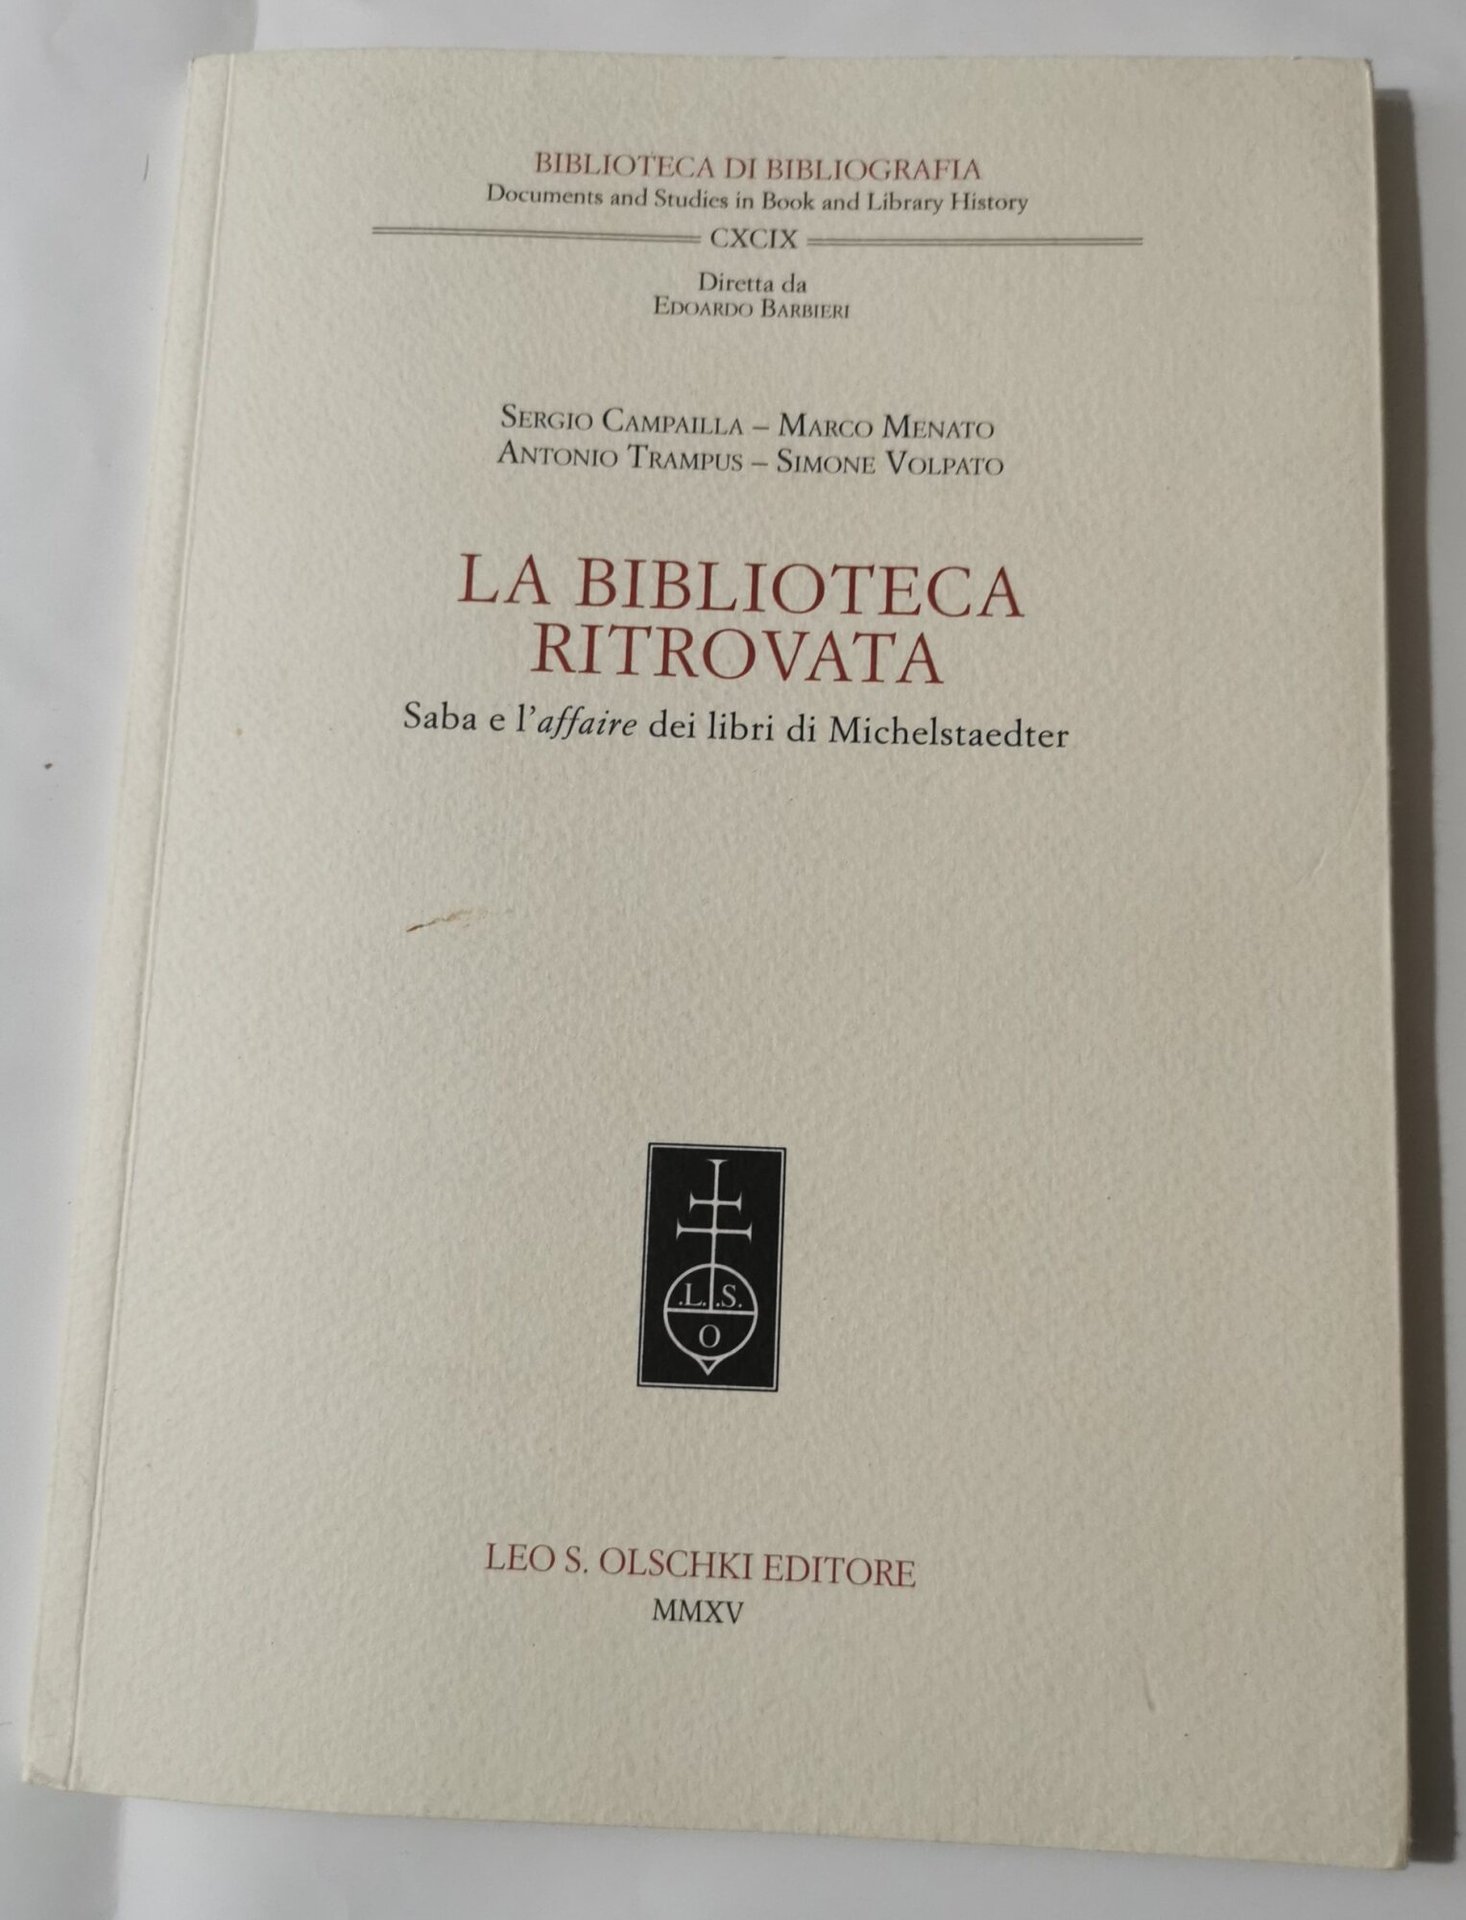 BIBLIOTECA DI BIBLIOGRAFIA
Documents and Studies in Book and Library History
CXCIX
Diretta da
EDOARDO BARBIERI
SERGIO CAMPAILLA – MARCO MENATO
ANTONIO TRAMPUS – SIMONE VOLPATO
LA BIBLIOTECA
RITROVATA
Saba e l'affaire dei libri di Michelstaedter
.L. .S.
O
LEO S. OLSCHKI EDITORE
MMXV